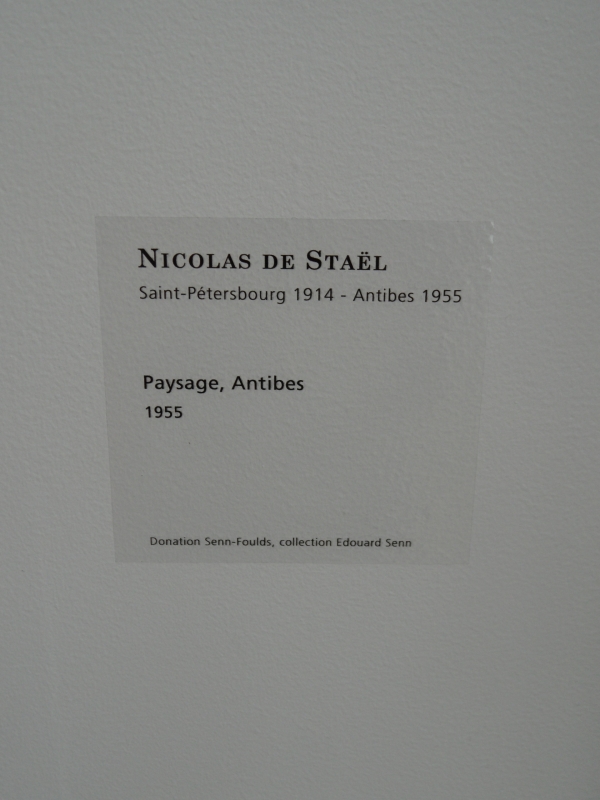 NICOLAS DE STAËL
Saint-Pétersbourg 1914 - Antibes 1955
Paysage, Antibes
1955
Donation Senn-Foulds, collection Edouard Senn